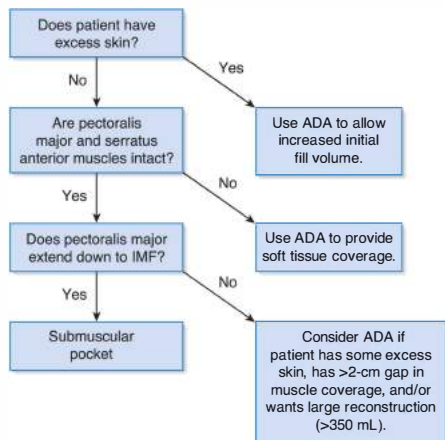 Does patient have
excess skin?
No
Yes
Are pectoralis
major and serratus
anterior muscles intact?
Use ADA to allow
increased initial
fill volume.
Yes
No
Does pectoralis major
extend down to IMF?
Use ADA to provide
soft tissue coverage.
Yes
No
Submuscular
pocket
Consider ADA if
patient has some excess
skin, has >2-cm gap in
muscle coverage, and/or
wants large reconstruction
(>350 mL).